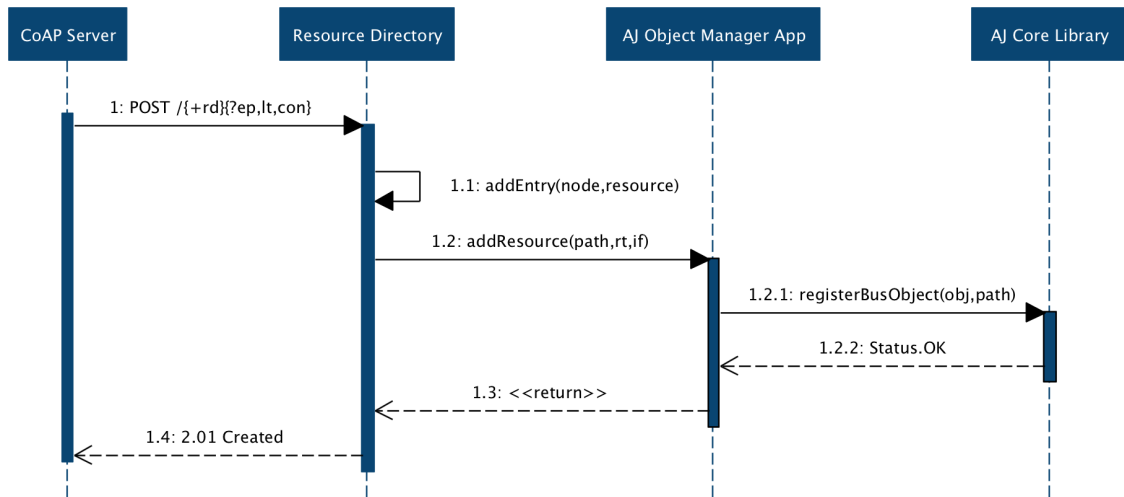 CoAP Server
Resource Directory
AJ Object Manager App
AJ Core Library
1: POST /{+rd}{?ep,lt,con}
1.1: addEntry(node,resource)
1.2: addResource(path,rt,if)
1.2.1: registerBusObject(obj,path)
1.2.2: Status.OK
1.3: <<return>>
1.4: 2.01 Created